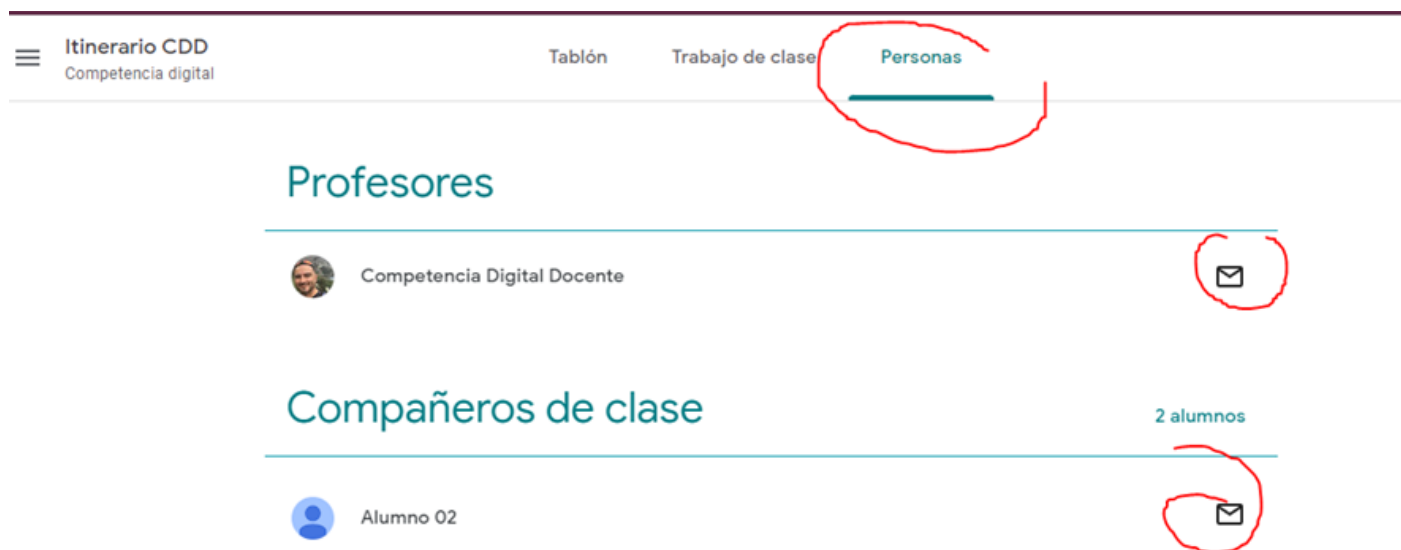 Itinerario CDD
Competencia digital
Tablón Trabajo de clase Personas
Profesores
Competencia Digital Docente
Compañeros de clase
2 alumnos
Alumno 02